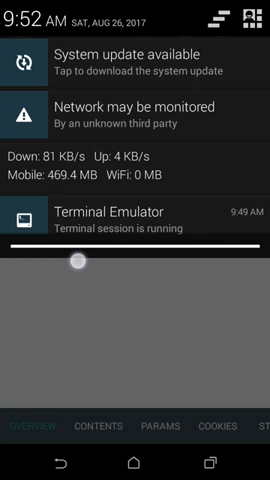 9:52 AM SAT, AUG 26, 2017
System update available
Tap to download the system update
Network may be monitored
By an unknown third party
Down: 81 KB/s Up: 4 KB/s
Mobile: 469.4 MB WiFi: 0 MB
Terminal Emulator 9:49 AM
Terminal session is running
OVERVIEW CONTENTS PARAMS COOKIES ST